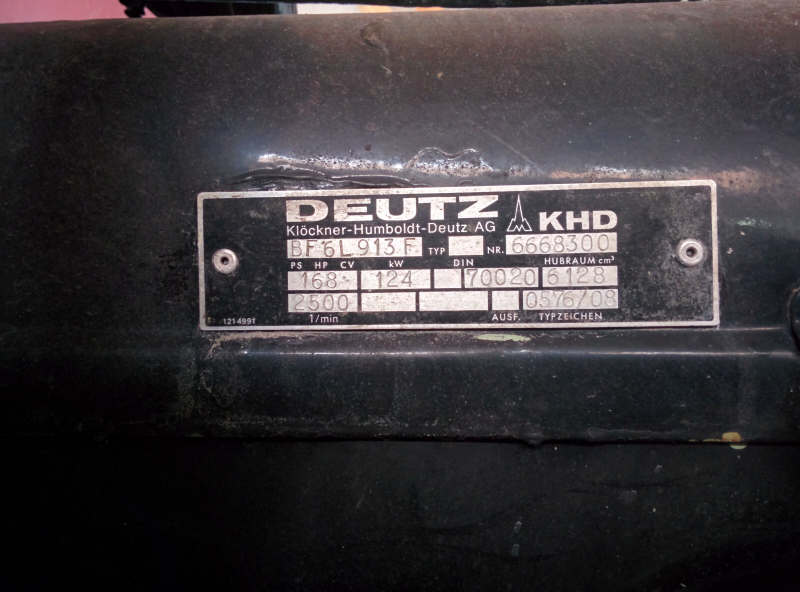 DEUTZ KHD
Klöckner-Humboldt-Deutz AG
BF6L913F TYP NR. 6668300
PS HP CV kW DIN HUBRAUM cm³
168 124 70020 6128
2500 0576/08
1214991 1/min AUSF. TYPZEICHEN